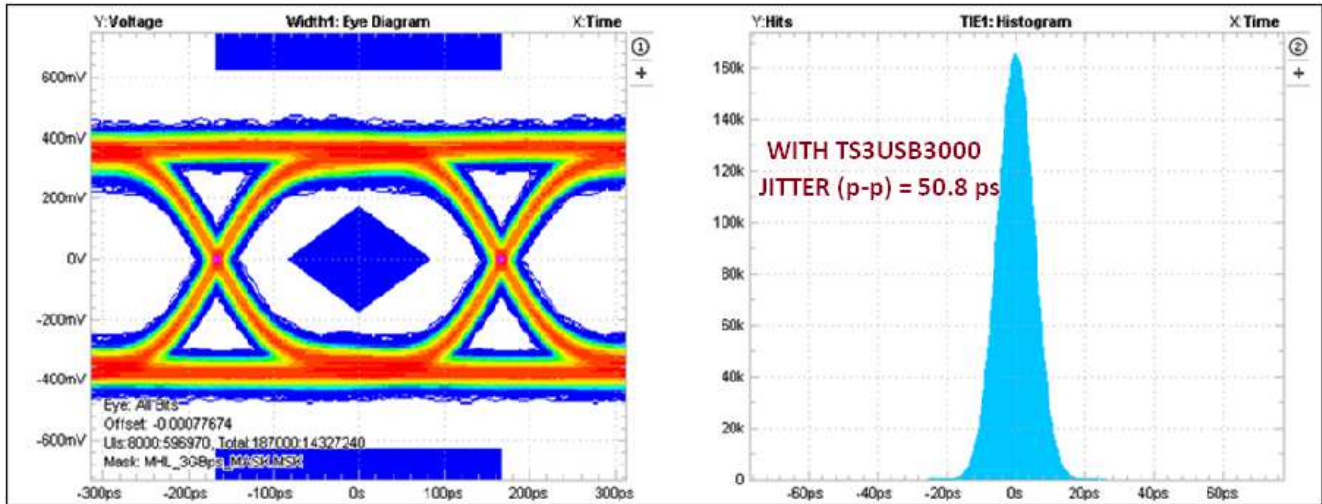 Y:Voltage Width1: Eye Diagram X:Time
600mV
400mV
200mV
0V
-200mV
-400mV
-600mV
Eye: All Bits
Offset: -0.00077674
UIs:8000:596970, Total:187000:14327240
Mask: MHL_3GBps_MASK.MSK
-300ps -200ps -100ps 0s 100ps 200ps 300ps
1
+
Y:Hits TIE1: Histogram X:Time
150k
140k
120k
100k
80k
60k
40k
20k
0
WITH TS3USB3000
JITTER (p-p) = 50.8 ps
-60ps -40ps -20ps 0s 20ps 40ps 60ps
2
+